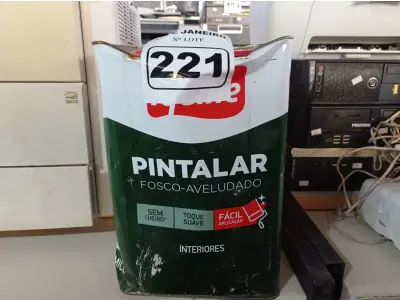 JANEIRO
Nº LOTE
221
PINTALAR
FOSCO-AVELUDADO
SEM
CHEIRO*
TOQUE
SUAVE
FÁCIL
APLICAÇÃO
INTERIORES